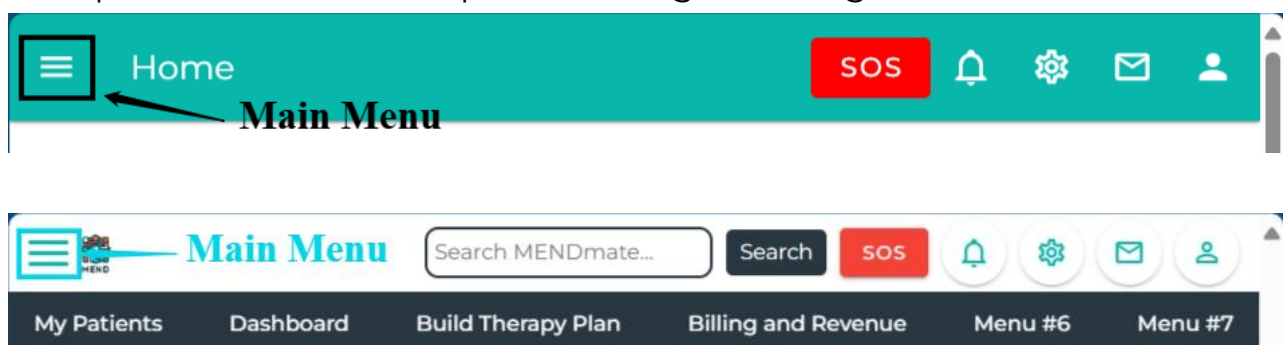 Home
SOS
Main Menu
MEND
Main Menu
Search MENDmate...
Search
SOS
My Patients
Dashboard
Build Therapy Plan
Billing and Revenue
Menu #6
Menu #7